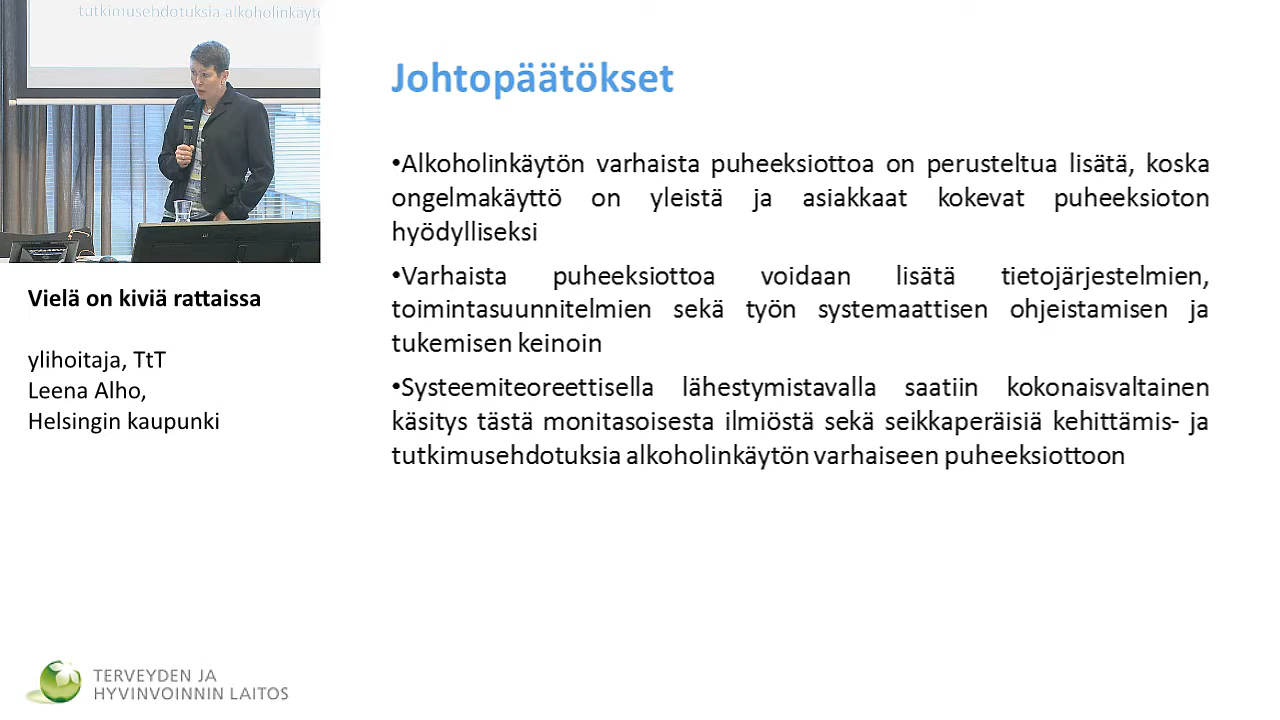 tutkimusehdotuksia alkoholinkäytö
Vielä on kiviä rattaissa
ylihoitaja, TtT
Leena Alho,
Helsingin kaupunki
Johtopäätökset
•Alkoholinkäytön varhaista puheeksiottoa on perusteltua lisätä, koska
ongelmakäyttö on yleistä ja asiakkaat kokevat puheeksioton
hyödylliseksi
•Varhaista puheeksiottoa voidaan lisätä tietojärjestelmien,
toimintasuunnitelmien sekä työn systemaattisen ohjeistamisen ja
tukemisen keinoin
•Systeemiteoreettisella lähestymistavalla saatiin kokonaisvaltainen
käsitys tästä monitasoisesta ilmiöstä sekä seikkaperäisiä kehittämis- ja
tutkimusehdotuksia alkoholinkäytön varhaiseen puheeksiottoon
TERVEYDEN JA
HYVINVOINNIN LAITOS